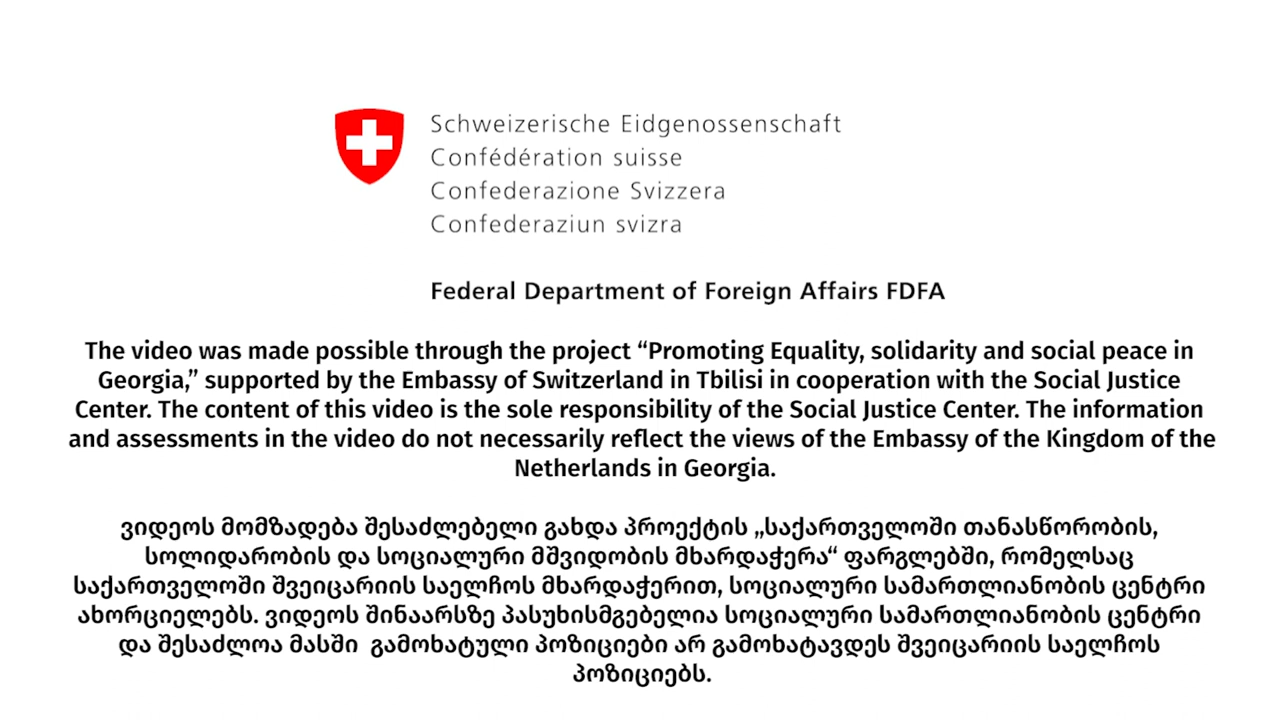 Schweizerische Eidgenossenschaft
Confédération suisse
Confederazione Svizzera
Confederaziun svizra
Federal Department of Foreign Affairs FDFA
The video was made possible through the project “Promoting Equality, solidarity and social peace in
Georgia,” supported by the Embassy of Switzerland in Tbilisi in cooperation with the Social Justice
Center. The content of this video is the sole responsibility of the Social Justice Center. The information
and assessments in the video do not necessarily reflect the views of the Embassy of the Kingdom of the
Netherlands in Georgia.
ვიდეოს მომზადება შესაძლებელი გახდა პროექტის „საქართველოში თანასწორობის,
სოლიდარობის და სოციალური მშვიდობის მხარდაჭერა“ ფარგლებში, რომელსაც
საქართველოში შვეიცარიის საელჩოს მხარდაჭერით, სოციალური სამართლიანობის ცენტრი
ახორციელებს. ვიდეოს შინაარსზე პასუხისმგებელია სოციალური სამართლიანობის ცენტრი
და შესაძლოა მასში  გამოხატული პოზიციები არ გამოხატავდეს შვეიცარიის საელჩოს
პოზიციებს.